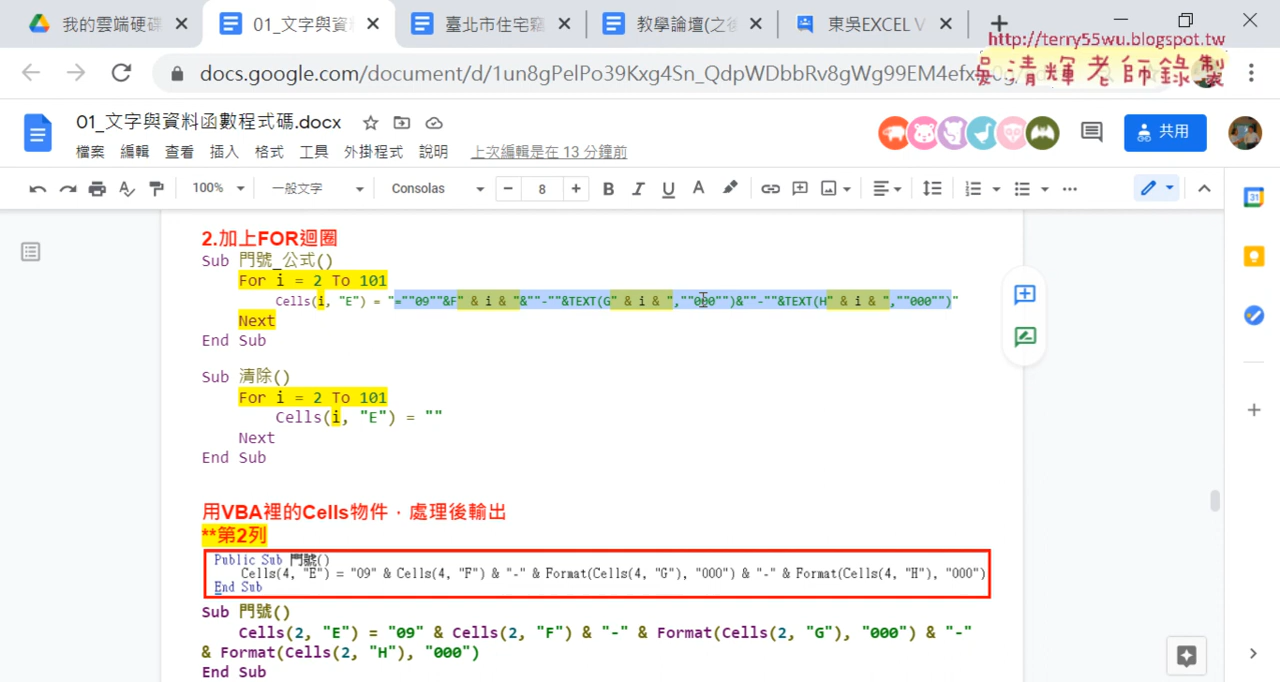 我的雲端硬碟
01_文字與資
臺北市住宅竊
教學論壇(之後
東吳EXCEL V
http://terry55wu.blogspot.tw
吳清輝老師錄製
docs.google.com/document/d/1un8gPelPo39Kxg4Sn_QdpWDbbRv8gWg99EM4efx
01_文字與資料函數程式碼.docx
檔案 編輯 查看 插入 格式 工具 外掛程式 說明 上次編輯是在 13 分鐘前
共用
100% 一般文字 Consolas 8 B I U A
2.加上FOR迴圈
Sub 門號_公式()
For i = 2 To 101
Cells(i, "E") = "=""09""&F" & i & "&""-""&TEXT(G" & i & ",""000"")&""-""&TEXT(H" & i & ",""000"")"
Next
End Sub
Sub 清除()
For i = 2 To 101
Cells(i, "E") = ""
Next
End Sub
用VBA裡的Cells物件，處理後輸出
**第2列
Public Sub 門號()
Cells(4, "E") = "09" & Cells(4, "F") & "-" & Format(Cells(4, "G"), "000") & "-" & Format(Cells(4, "H"), "000")
End Sub
Sub 門號()
Cells(2, "E") = "09" & Cells(2, "F") & "-" & Format(Cells(2, "G"), "000") & "-"
& Format(Cells(2, "H"), "000")
End Sub